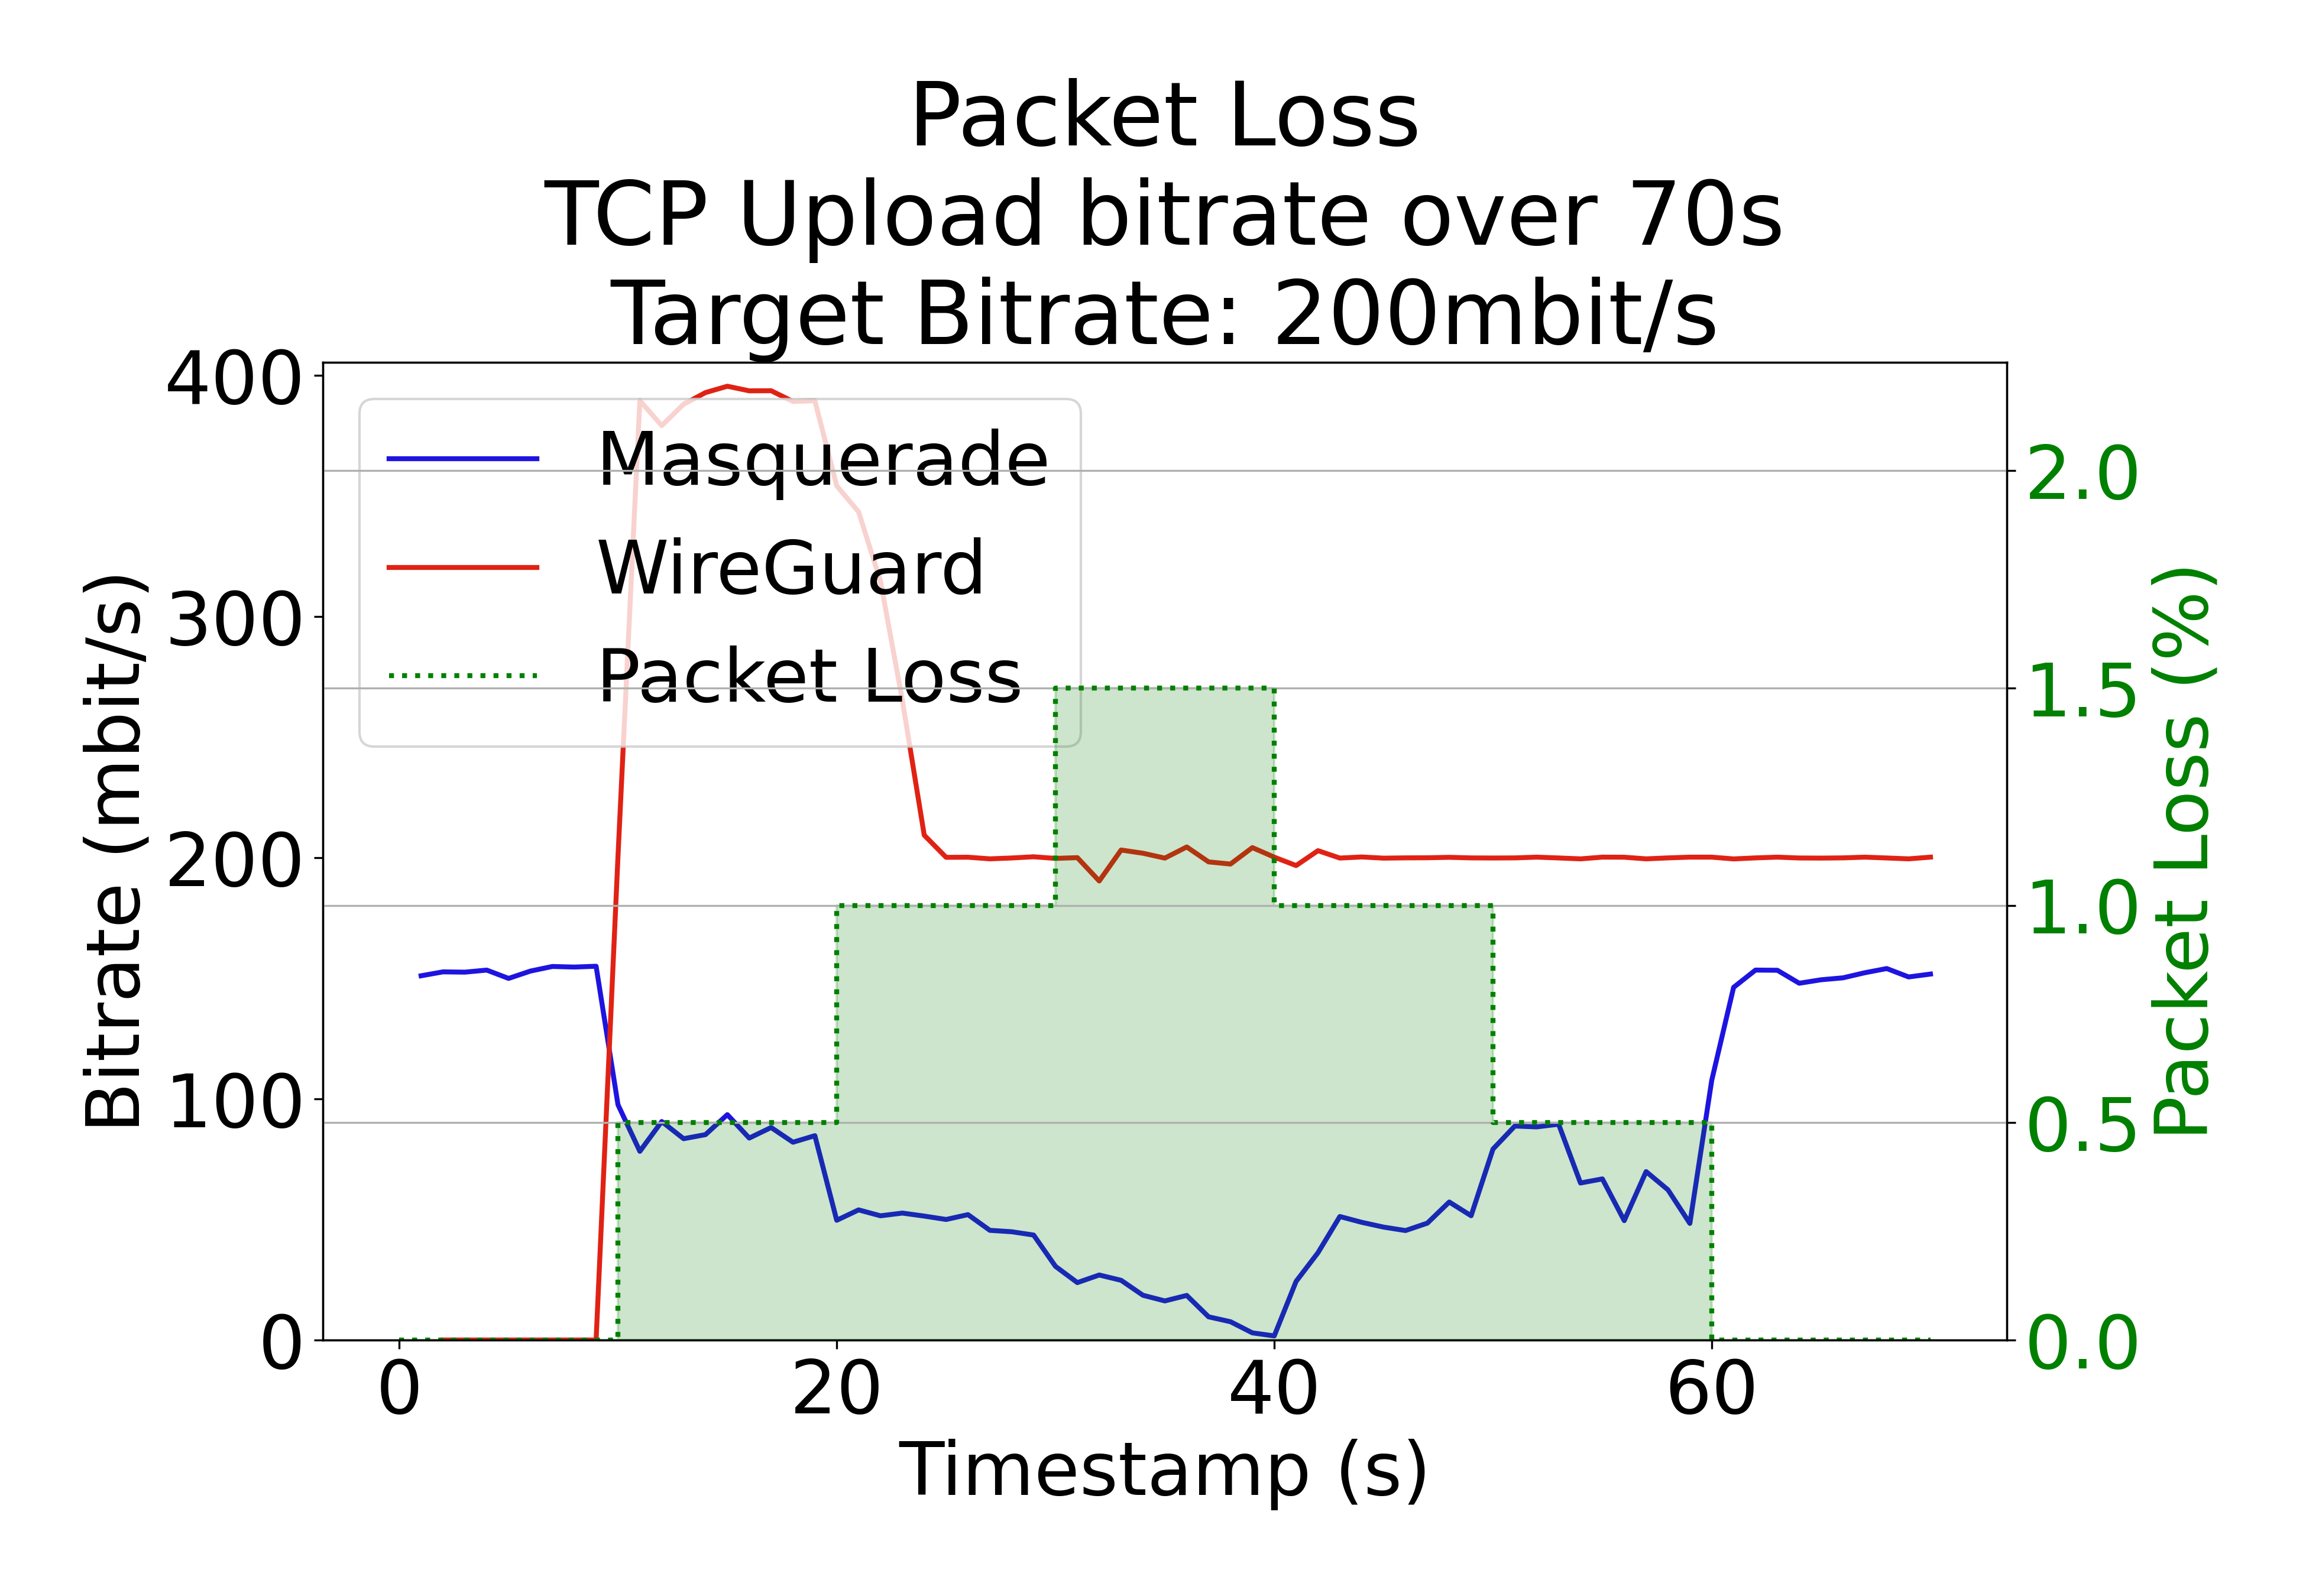 Packet Loss
TCP Upload bitrate over 70s
Target Bitrate: 200mbit/s
400
300
200
100
0
Bitrate (mbit/s)
Masquerade
WireGuard
Packet Loss
2.0
1.5
1.0
0.5
0.0
Packet Loss (%)
0 20 40 60
Timestamp (s)